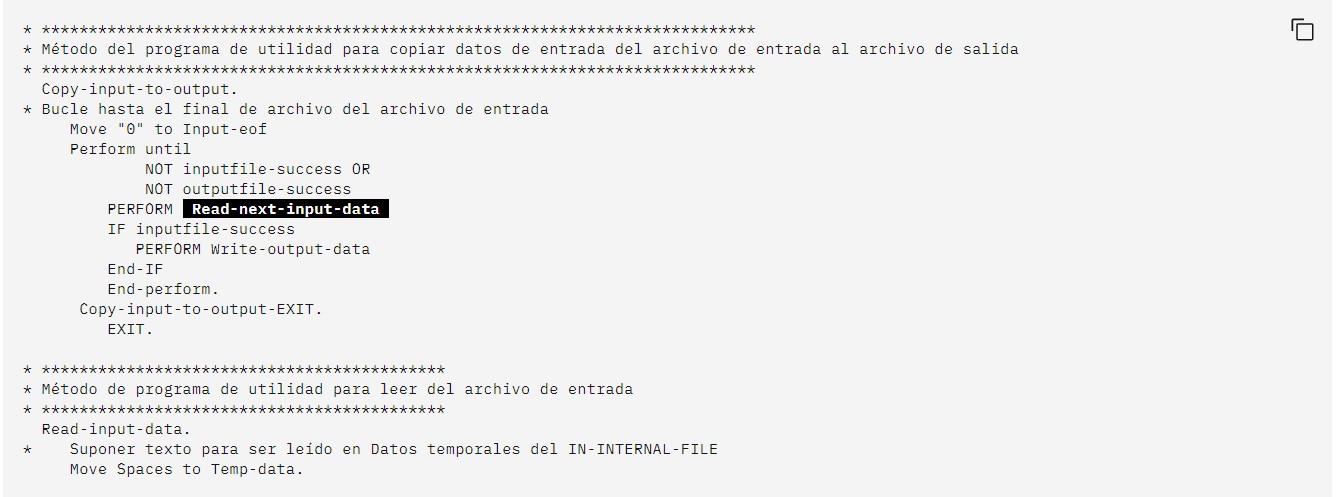 * ****************************************************************************
* Método del programa de utilidad para copiar datos de entrada del archivo de entrada al archivo de salida
* ****************************************************************************
Copy-input-to-output.
* Bucle hasta el final de archivo del archivo de entrada
Move "0" to Input-eof
Perform until
NOT inputfile-success OR
NOT outputfile-success
PERFORM Read-next-input-data
IF inputfile-success
PERFORM Write-output-data
End-IF
End-perform.
Copy-input-to-output-EXIT.
EXIT.
* *******************************************
* Método de programa de utilidad para leer del archivo de entrada
* *******************************************
Read-input-data.
* Suponer texto para ser leído en Datos temporales del IN-INTERNAL-FILE
Move Spaces to Temp-data.